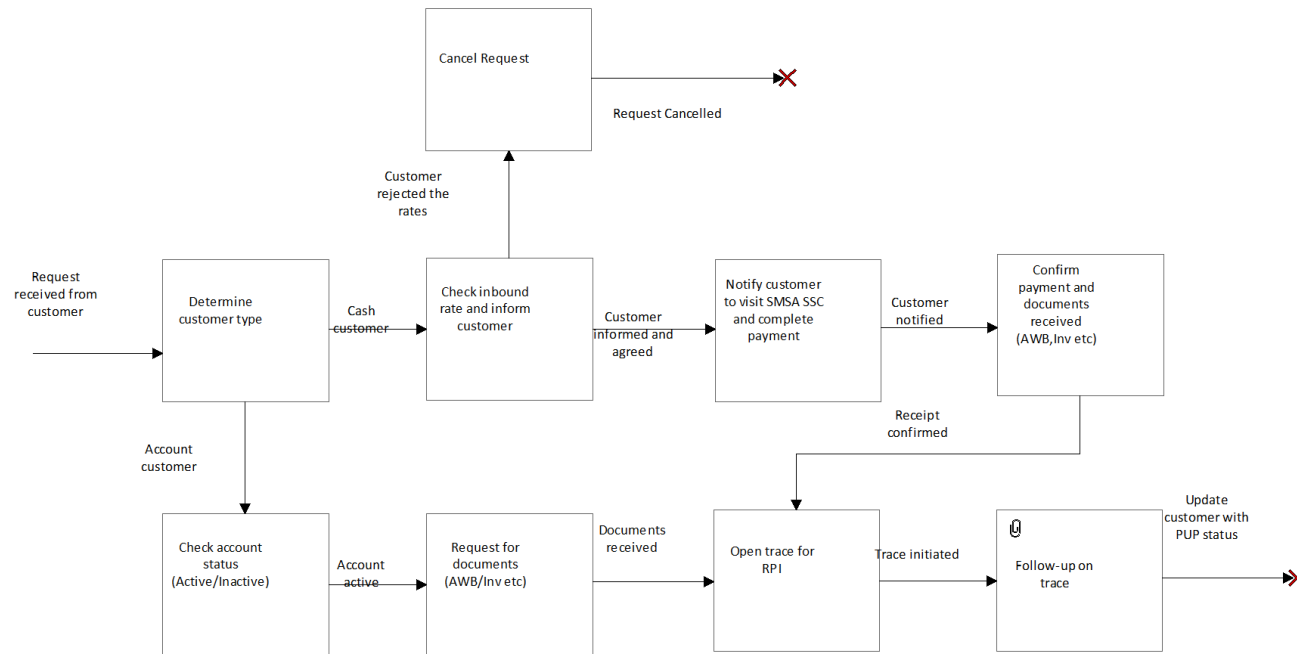 Cancel Request
Request Cancelled
Customer
rejected the
rates
Request
received from
customer
Determine
customer type
Cash
customer
Check inbound
rate and inform
customer
Customer
informed and
agreed
Notify customer
to visit SMSA SSC
and complete
payment
Customer
notified
Confirm
payment and
documents
received
(AWB,Inv etc)
Receipt
confirmed
Account
customer
Check account
status
(Active/Inactive)
Account
active
Request for
documents
(AWB/Inv etc)
Documents
received
Open trace for
RPI
Trace initiated
Follow-up on
trace
Update
customer with
PUP status